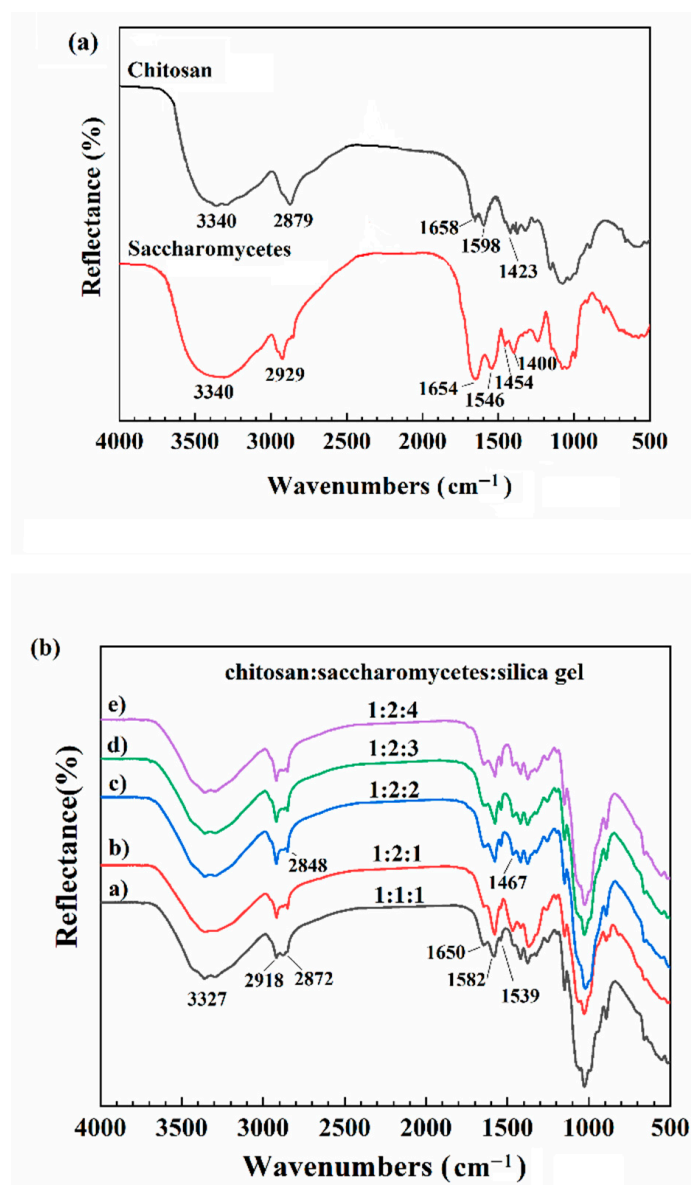 (a)
Chitosan
3340
2879
1658
1598
1423
Saccharomycetes
3340
2929
1654
1546
1454
1400
Reflectance (%)
4000 3500 3000 2500 2000 1500 1000 500
Wavenumbers (cm⁻¹)
(b)
chitosan:saccharomycetes:silica gel
e)
1:2:4
d)
1:2:3
c)
1:2:2
2848
1467
b)
1:2:1
a)
1:1:1
3327
2918
2872
1650
1582
1539
Reflectance(%)
4000 3500 3000 2500 2000 1500 1000 500
Wavenumbers (cm⁻¹)